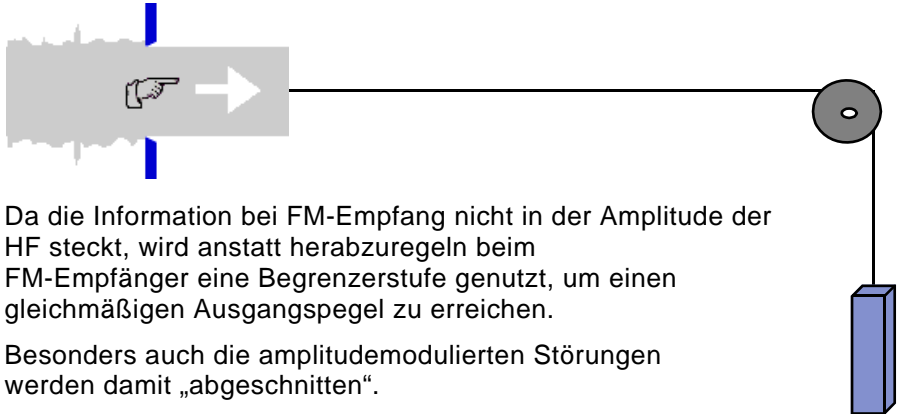 Da die Information bei FM-Empfang nicht in der Amplitude der
HF steckt, wird anstatt herabzuregeln beim
FM-Empfänger eine Begrenzerstufe genutzt, um einen
gleichmäßigen Ausgangspegel zu erreichen.
Besonders auch die amplitudemodulierten Störungen
werden damit „abgeschnitten“.